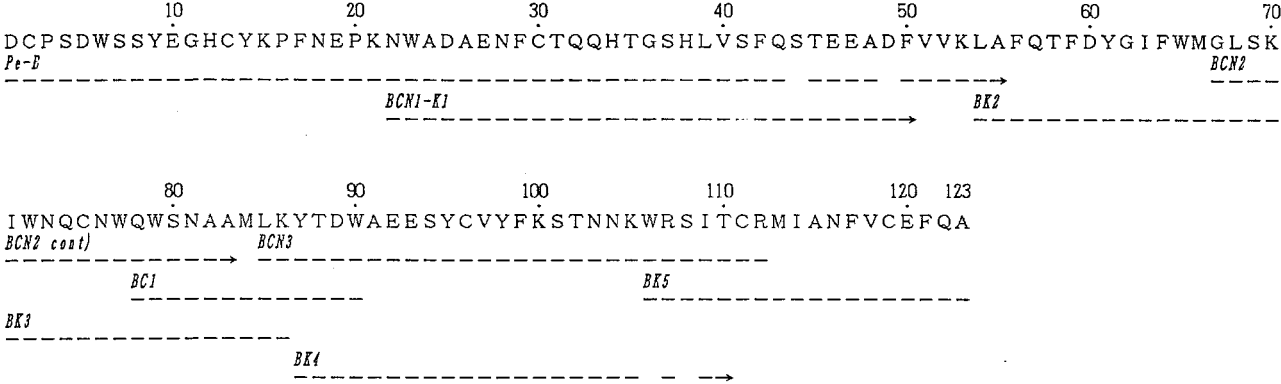 10 20 30 40 50 60 70
DCPSDWSSYEGHCYKPFNEPKNWADAENFCTQQHTGSHLVSFQSTEEADFVVKLAFQTFDYGIFWMGLSK
Pe-E BCN2
BCN1-K1 BK2
80 90 100 110 120 123
IWNQCNWQWSNAAMLKYTDWAEESYCVYFKSTNNKWRSITCRMIANFVCEFQA
BCN2 cont) BCN3
BC1 BK5
BK3
BK4